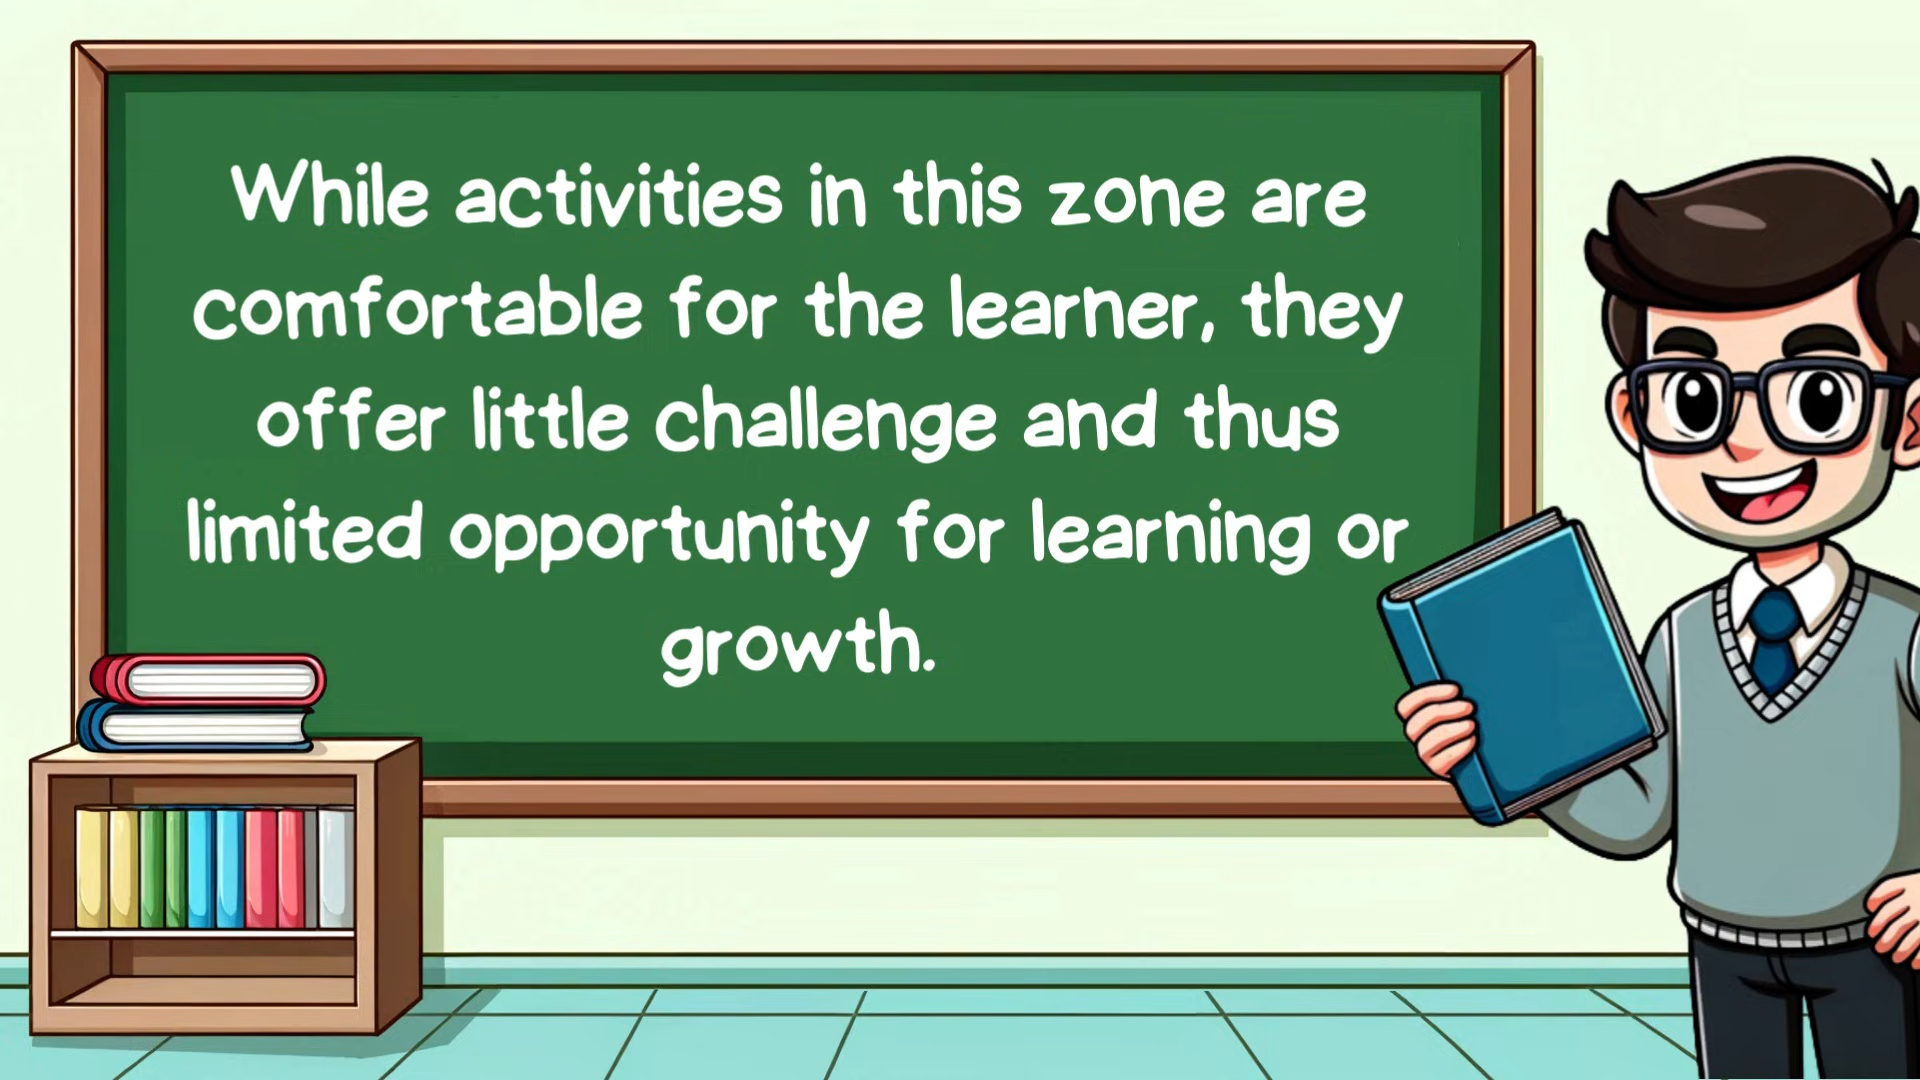 While activities in this zone are
comfortable for the learner, they
offer little challenge and thus
limited opportunity for learning or
growth.